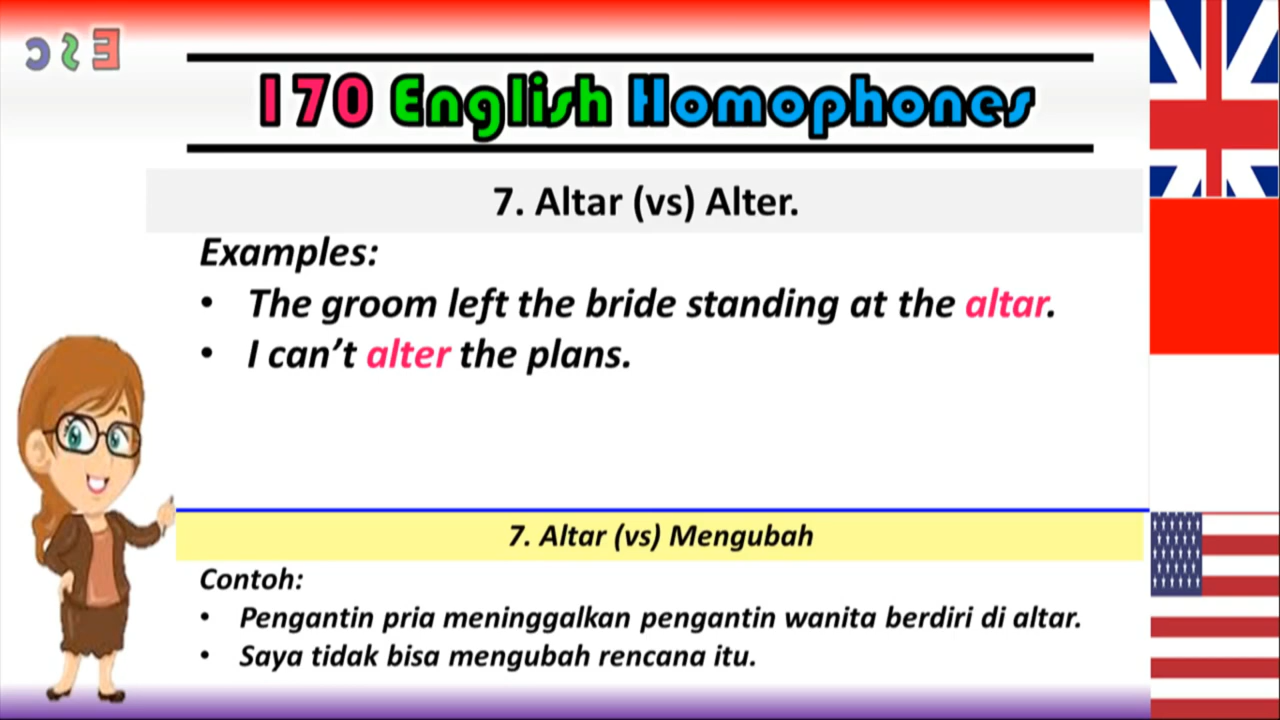 ESC
170 English Homophones
7. Altar (vs) Alter.
Examples:
• The groom left the bride standing at the altar.
• I can’t alter the plans.
7. Altar (vs) Mengubah
Contoh:
• Pengantin pria meninggalkan pengantin wanita berdiri di altar.
• Saya tidak bisa mengubah rencana itu.